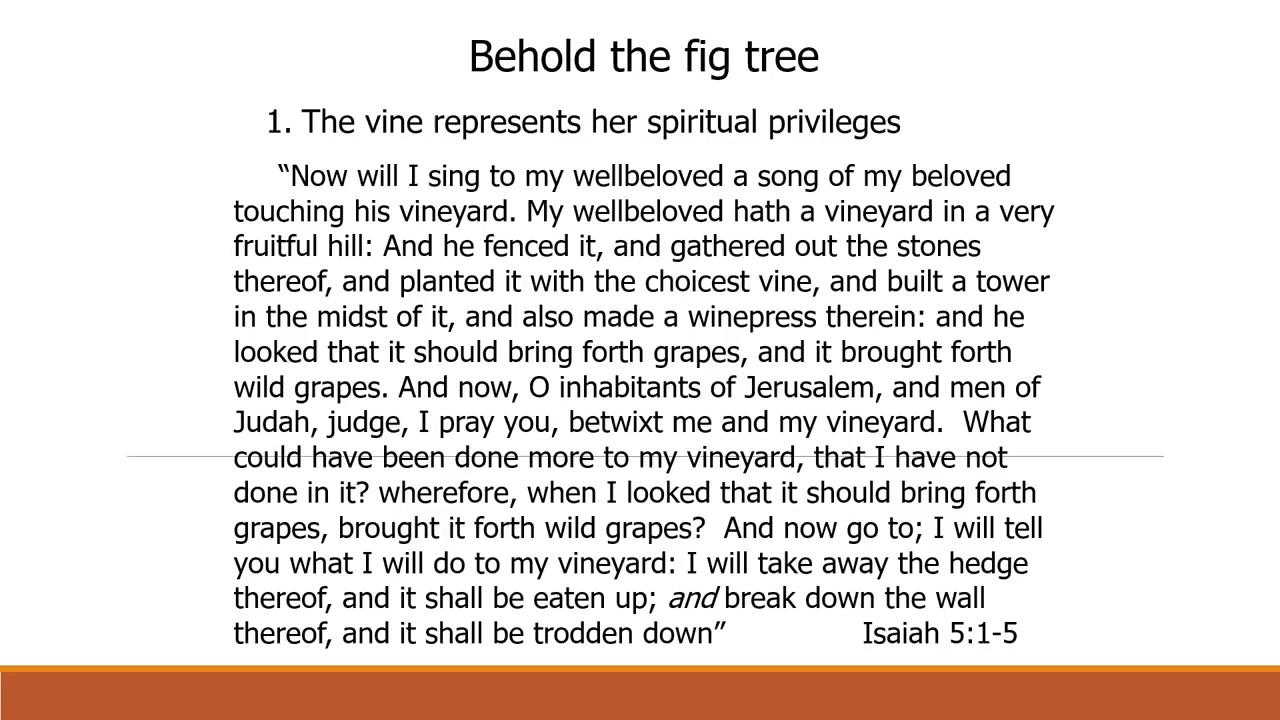 Behold the fig tree
1. The vine represents her spiritual privileges
“Now will I sing to my wellbeloved a song of my beloved
touching his vineyard. My wellbeloved hath a vineyard in a very
fruitful hill: And he fenced it, and gathered out the stones
thereof, and planted it with the choicest vine, and built a tower
in the midst of it, and also made a winepress therein: and he
looked that it should bring forth grapes, and it brought forth
wild grapes. And now, O inhabitants of Jerusalem, and men of
Judah, judge, I pray you, betwixt me and my vineyard.  What
could have been done more to my vineyard, that I have not
done in it? wherefore, when I looked that it should bring forth
grapes, brought it forth wild grapes?  And now go to; I will tell
you what I will do to my vineyard: I will take away the hedge
thereof, and it shall be eaten up; and break down the wall
thereof, and it shall be trodden down” Isaiah 5:1-5